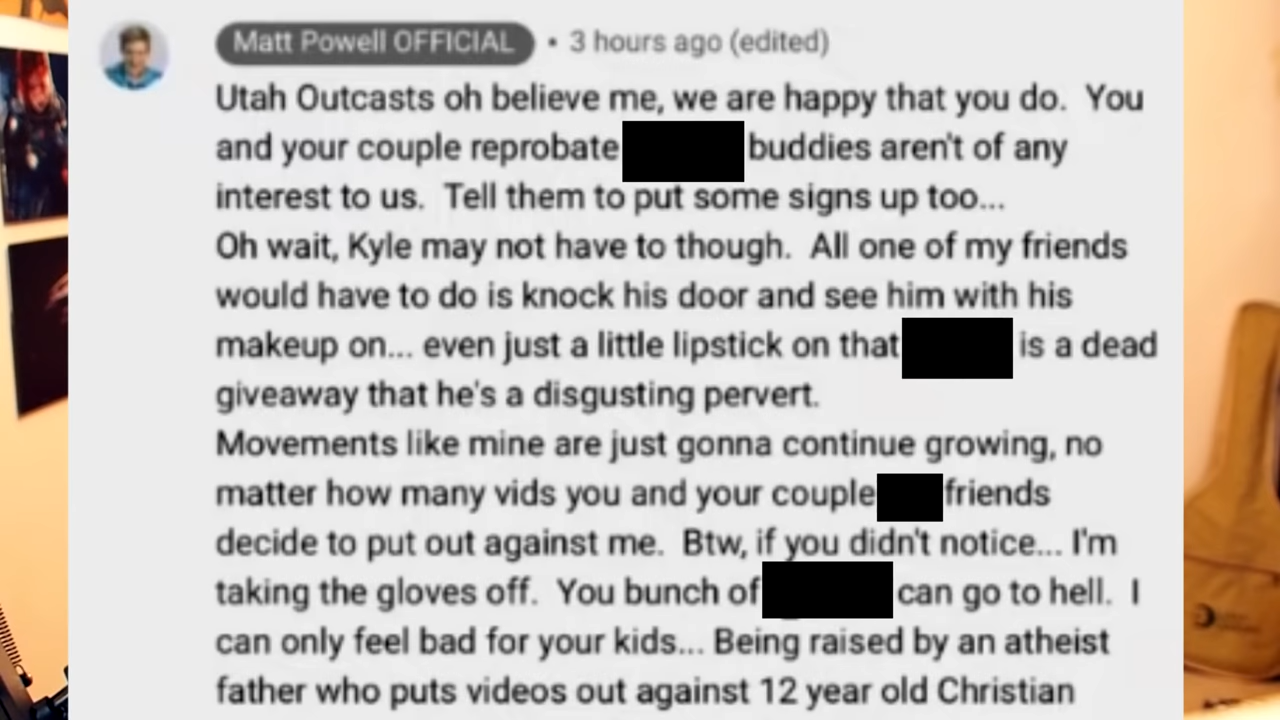 Matt Powell OFFICIAL • 3 hours ago (edited)
Utah Outcasts oh believe me, we are happy that you do. You
and your couple reprobate buddies aren't of any
interest to us. Tell them to put some signs up too...
Oh wait, Kyle may not have to though. All one of my friends
would have to do is knock his door and see him with his
makeup on... even just a little lipstick on that is a dead
giveaway that he's a disgusting pervert.
Movements like mine are just gonna continue growing, no
matter how many vids you and your couple friends
decide to put out against me. Btw, if you didn't notice... I'm
taking the gloves off. You bunch of can go to hell. I
can only feel bad for your kids... Being raised by an atheist
father who puts videos out against 12 year old Christian